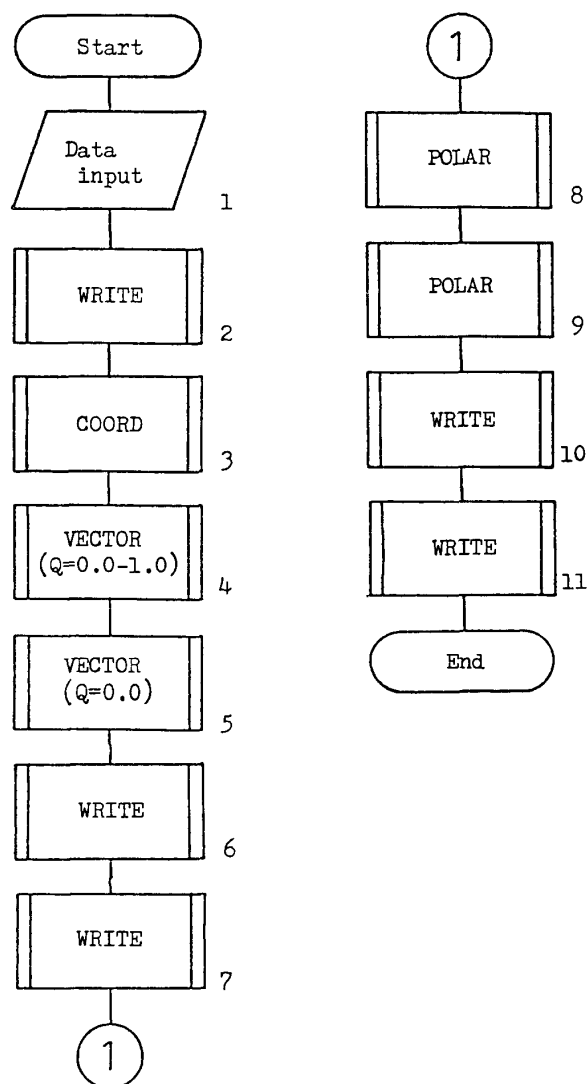 Start
Data
input
1
WRITE
2
COORD
3
VECTOR
(Q=0.0-1.0)
4
VECTOR
(Q=0.0)
5
WRITE
6
WRITE
7
1
1
POLAR
8
POLAR
9
WRITE
10
WRITE
11
End